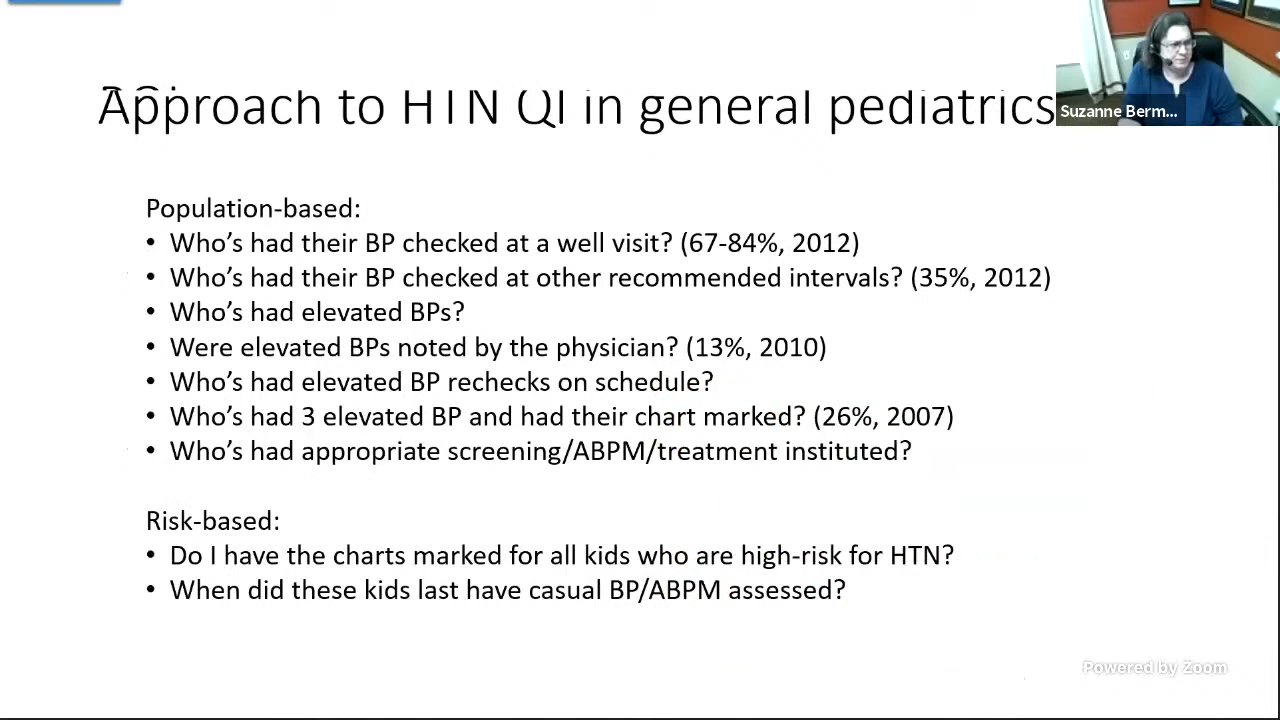 Approach to HTN QI in general pediatrics
Suzanne Berm...
Population-based:
• Who's had their BP checked at a well visit? (67-84%, 2012)
• Who's had their BP checked at other recommended intervals? (35%, 2012)
• Who's had elevated BPs?
• Were elevated BPs noted by the physician? (13%, 2010)
• Who's had elevated BP rechecks on schedule?
• Who's had 3 elevated BP and had their chart marked? (26%, 2007)
• Who's had appropriate screening/ABPM/treatment instituted?
Risk-based:
• Do I have the charts marked for all kids who are high-risk for HTN?
• When did these kids last have casual BP/ABPM assessed?
Powered by Zoom